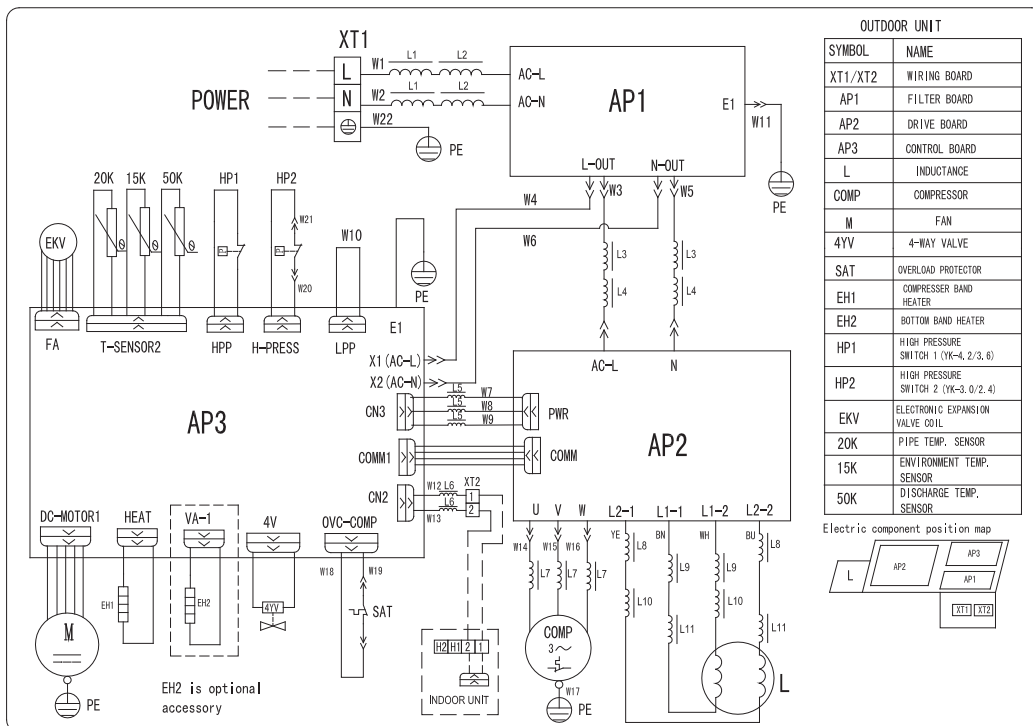 OUTDOOR UNIT
SYMBOL NAME
XT1/XT2 WIRING BOARD
AP1 FILTER BOARD
AP2 DRIVE BOARD
AP3 CONTROL BOARD
L INDUCTANCE
COMP COMPRESSOR
M FAN
4YV 4-WAY VALVE
SAT OVERLOAD PROTECTOR
EH1 COMPRESSER BAND
HEATER
EH2 BOTTOM BAND HEATER
HP1 HIGH PRESSURE
SWITCH 1 (YK-4.2/3.6)
HP2 HIGH PRESSURE
SWITCH 2 (YK-3.0/2.4)
EKV ELECTRONIC EXPANSION
VALVE COIL
20K PIPE TEMP. SENSOR
15K ENVIRONMENT TEMP.
SENSOR
50K DISCHARGE TEMP.
SENSOR
Electric component position map
L AP2 AP3
AP1
XT1 XT2
XT1
POWER
L W1 L1 L2 AC-L
N W2 L1 L2 AC-N
W22
PE
AP1
E1
W11
PE
L-OUT N-OUT
W4 W3 W5
W6
L3 L3
L4 L4
AC-L N
20K 15K 50K HP1 HP2
EKV
W21
W20
W10
PE
θ θ θ
P P
FA T-SENSOR2 HPP H-PRESS LPP E1
X1(AC-L)
X2(AC-N)
AP3
CN3 L5 W7 PWR
L5 W8
L5 W9
COMM1 COMM
CN2 W12 L6 XT2
1
W13 L6 2
AP2
U V W L2-1 L1-1 L1-2 L2-2
W14 W15 W16 YE BN WH BU
L7 L7 L7 L8 L9 L9 L8
L10 L11 L10 L11
COMP
3~
W17
PE
L
DC-MOTOR1 HEAT VA-1 4V OVC-COMP
W18 W19
EH1 EH2 4YV SAT
M
PE
EH2 is optional
accessory
H2 H1 2 1
INDOOR UNIT